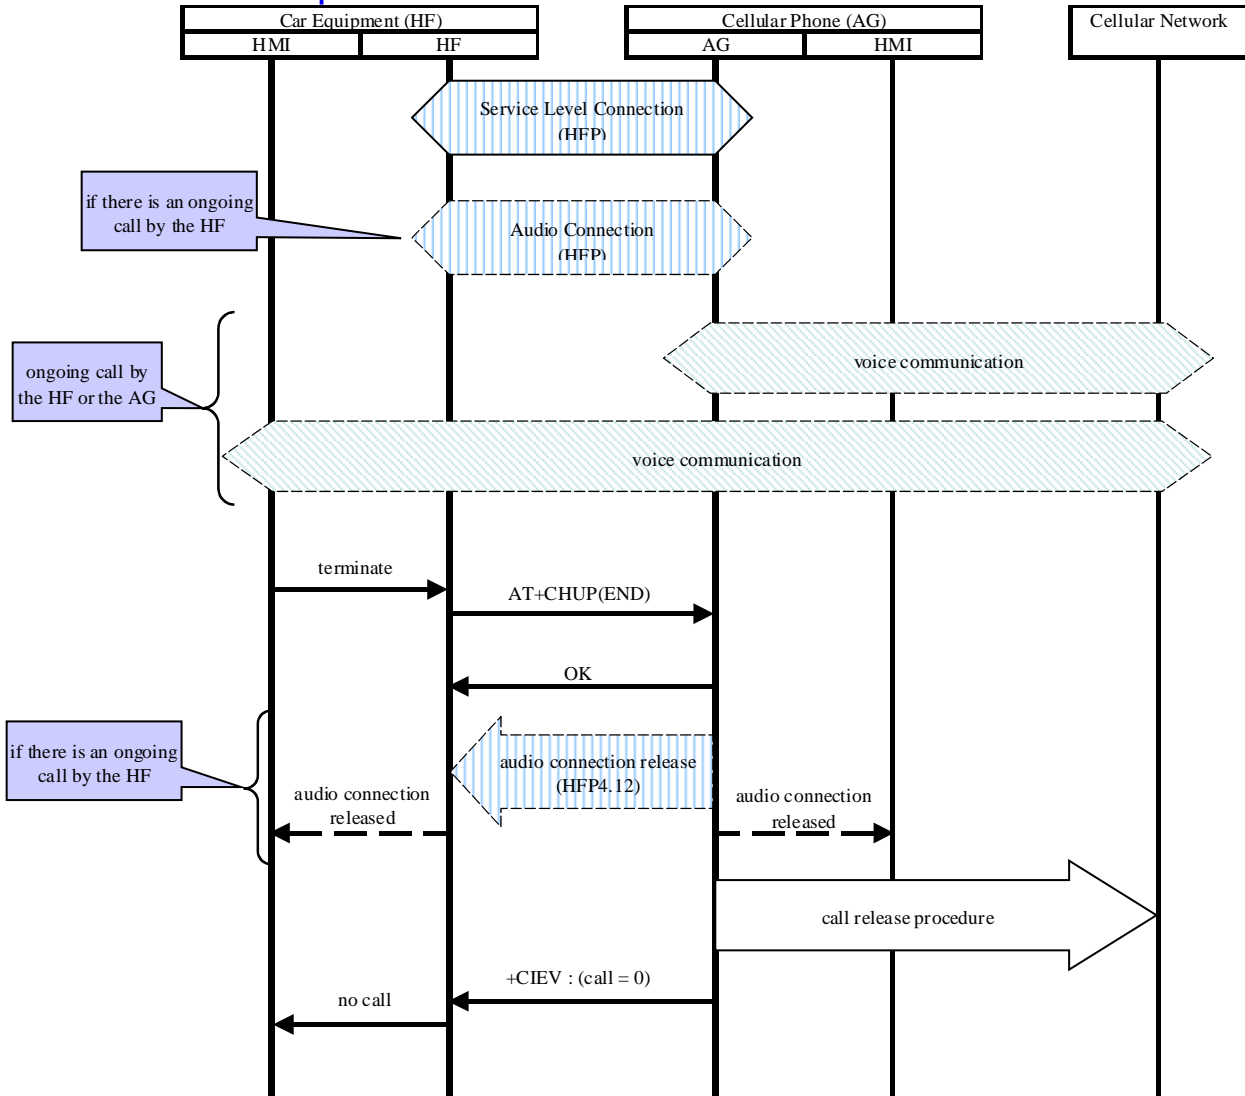 Car Equipment (HF)
Cellular Phone (AG)
Cellular Network
HMI
HF
AG
HMI
Service Level Connection
(HFP)
if there is an ongoing
call by the HF
Audio Connection
(HFP)
voice communication
ongoing call by
the HF or the AG
voice communication
terminate
AT+CHUP(END)
OK
if there is an ongoing
call by the HF
audio connection release
(HFP4.12)
audio connection
released
audio connection
released
call release procedure
+CIEV : (call = 0)
no call